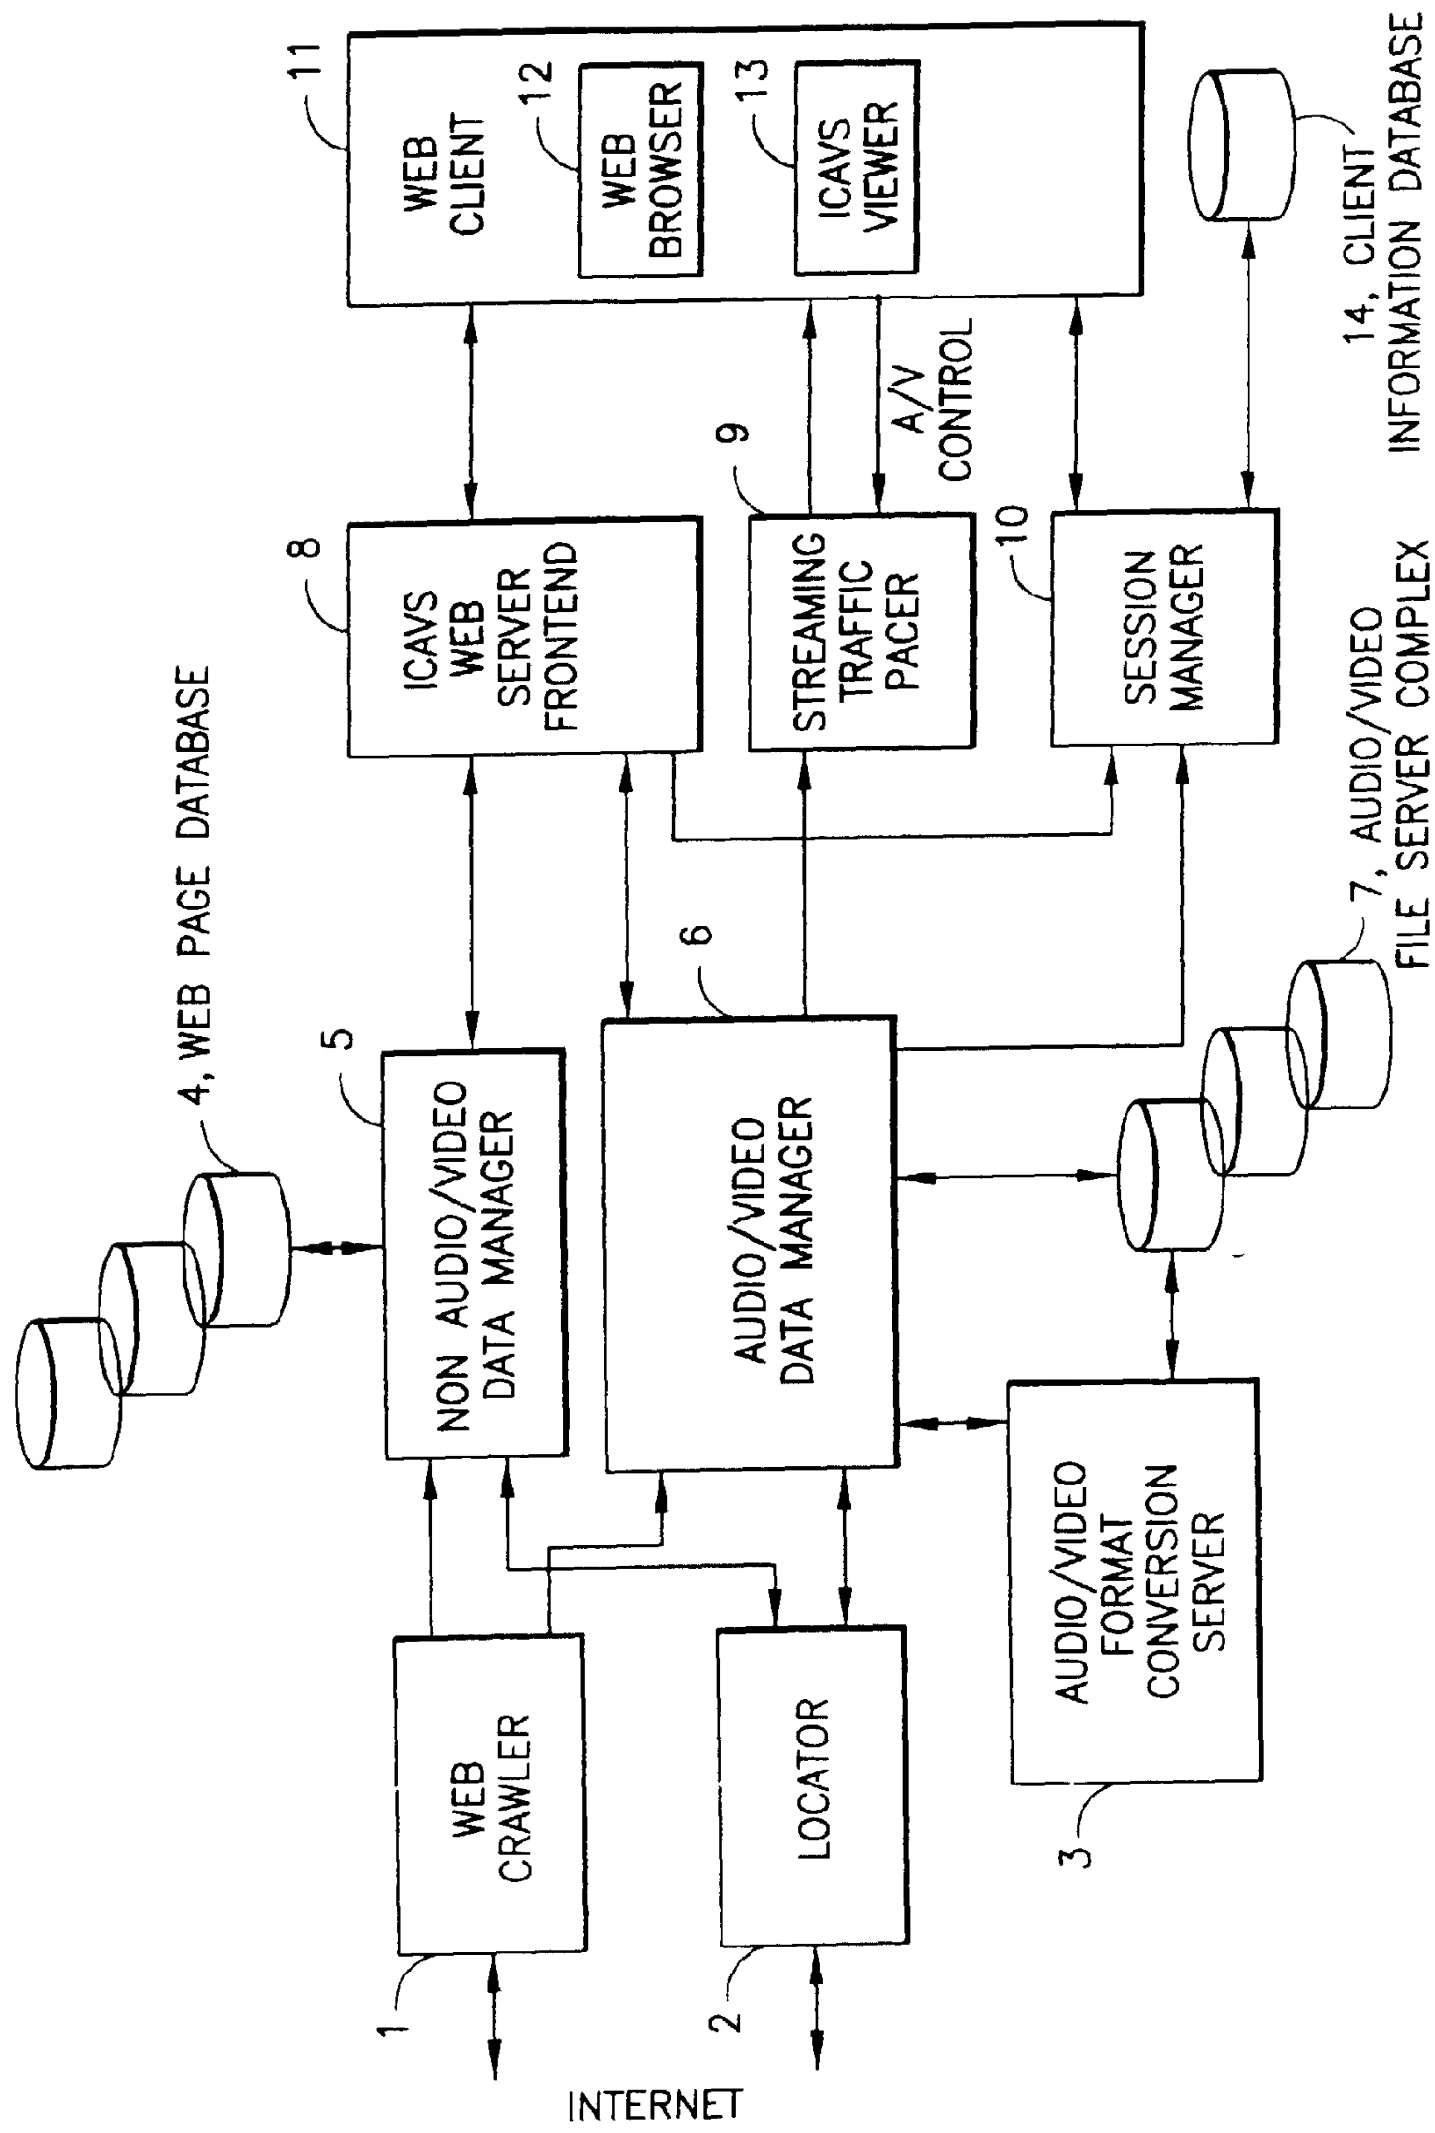 INTERNET
1
WEB
CRAWLER
2
LOCATOR
3
AUDIO/VIDEO
FORMAT
CONVERSION
SERVER
4, WEB PAGE DATABASE
5
NON AUDIO/VIDEO
DATA MANAGER
6
AUDIO/VIDEO
DATA MANAGER
7, AUDIO/VIDEO
FILE SERVER COMPLEX
8
ICAVS
WEB
SERVER
FRONTEND
9
STREAMING
TRAFFIC
PACER
10
SESSION
MANAGER
A/V
CONTROL
11
WEB
CLIENT
12
WEB
BROWSER
13
ICAVS
VIEWER
14, CLIENT
INFORMATION DATABASE